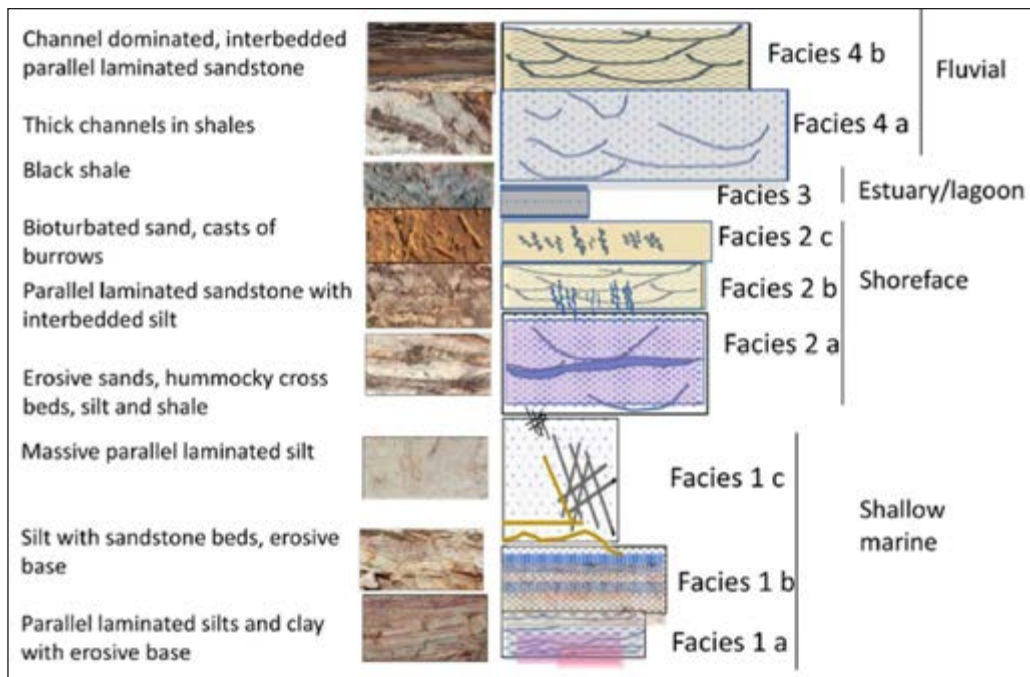 Channel dominated, interbedded
parallel laminated sandstone
Facies 4 b
Fluvial
Thick channels in shales
Facies 4 a
Black shale
Facies 3
Estuary/lagoon
Bioturbated sand, casts of
burrows
Facies 2 c
Parallel laminated sandstone with
interbedded silt
Facies 2 b
Shoreface
Facies 2 a
Erosive sands, hummocky cross
beds, silt and shale
Massive parallel laminated silt
Facies 1 c
Shallow
marine
Silt with sandstone beds, erosive
base
Facies 1 b
Parallel laminated silts and clay
with erosive base
Facies 1 a